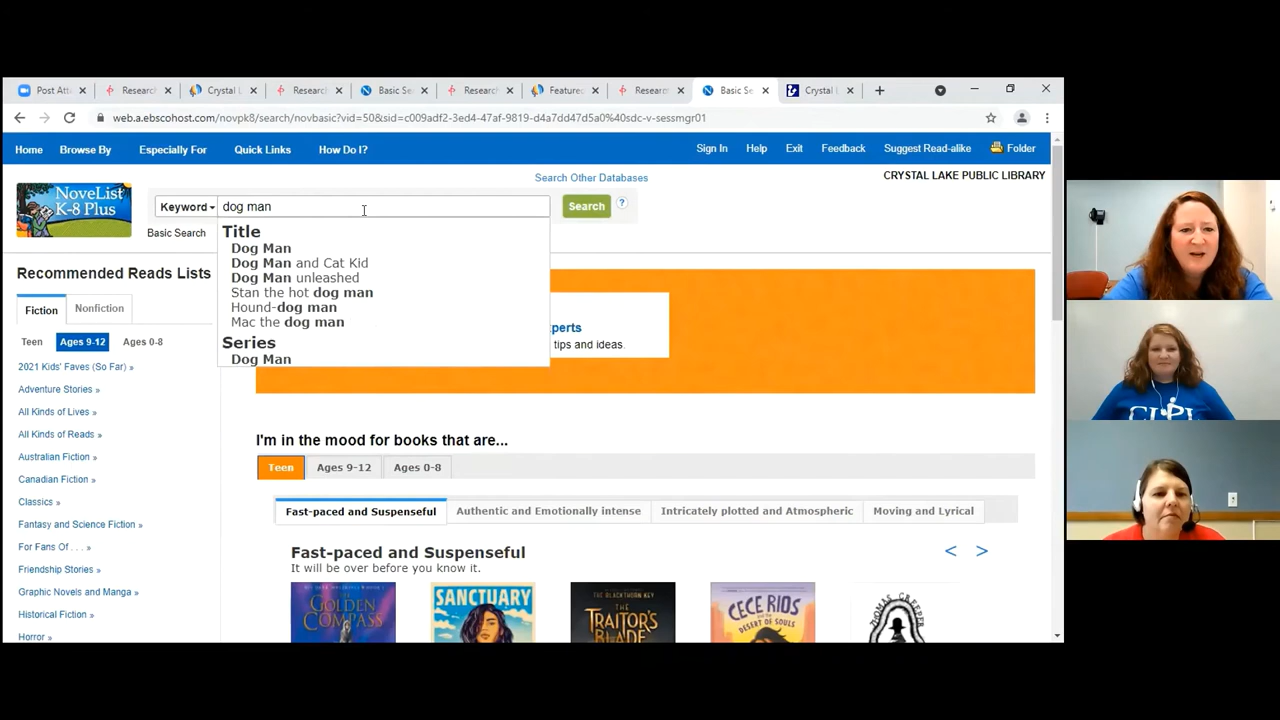 Post Att
Research
Crystal L
Research
Basic Se
Research
Featured
Research
Basic Se
Crystal L
web.a.ebscohost.com/novpk8/search/novbasic?vid=50&sid=c009adf2-3ed4-47af-9819-d4a7dd47d5a0%40sdc-v-sessmgr01
Home Browse By Especially For Quick Links How Do I?
Sign In Help Exit Feedback Suggest Read-alike Folder
Search Other Databases
CRYSTAL LAKE PUBLIC LIBRARY
NoveList
K-8 Plus
Keyword dog man Search ?
Basic Search
Title
Dog Man
Dog Man and Cat Kid
Dog Man unleashed
Stan the hot dog man
Hound-dog man
Mac the dog man
Series
Dog Man
Recommended Reads Lists
Fiction Nonfiction
Teen Ages 9-12 Ages 0-8
2021 Kids' Faves (So Far) »
Adventure Stories »
All Kinds of Lives »
All Kinds of Reads »
Australian Fiction »
Canadian Fiction »
Classics »
Fantasy and Science Fiction »
For Fans Of . . . »
Friendship Stories »
Graphic Novels and Manga »
Historical Fiction »
Horror »
perts
tips and ideas.
I'm in the mood for books that are...
Teen Ages 9-12 Ages 0-8
Fast-paced and Suspenseful Authentic and Emotionally intense Intricately plotted and Atmospheric Moving and Lyrical
Fast-paced and Suspenseful < >
It will be over before you know it.
THE
GOLDEN
COMPASS
SANCTUARY
THE BLACKTHORN KEY
THE
TRAITOR'S
BLADE
CECE RIOS
AND THE
DESERT OF SOULS
THOMAS CREEPER